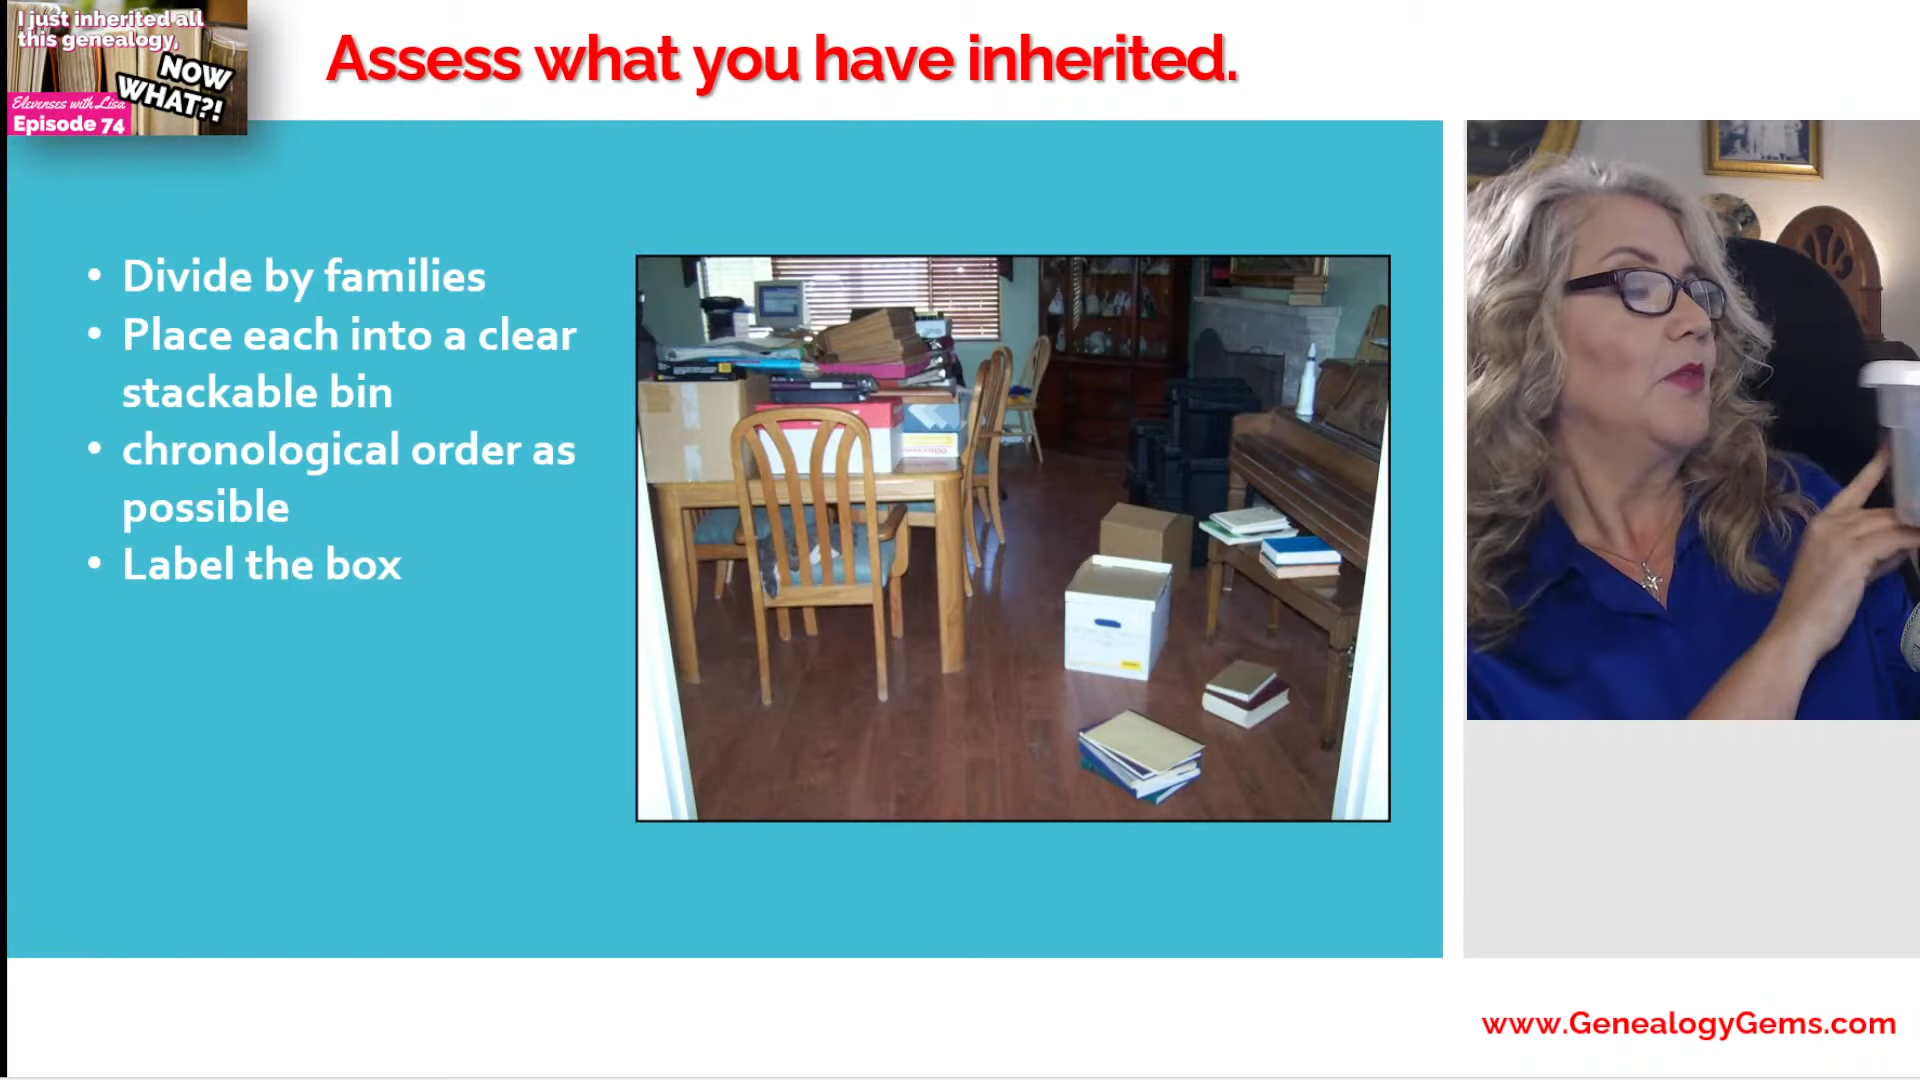 I just inherited all
this genealogy,
NOW
WHAT?!
Elevenses with Lisa
Episode 74
Assess what you have inherited.
• Divide by families
• Place each into a clear
stackable bin
• chronological order as
possible
• Label the box
www.GenealogyGems.com